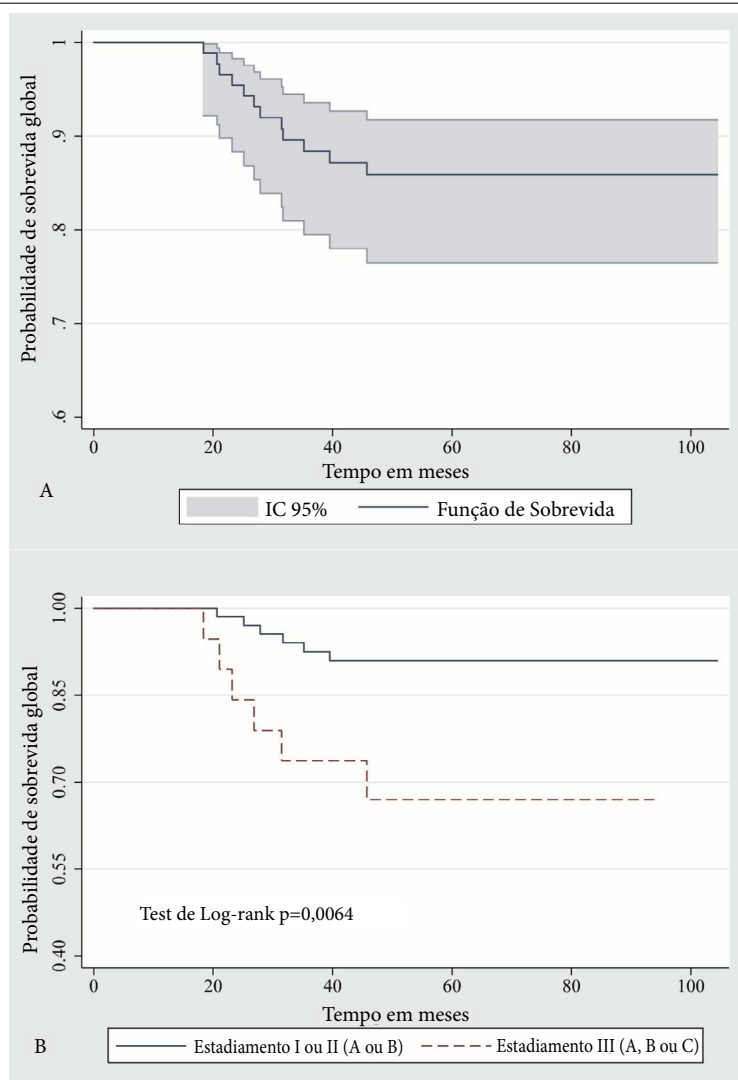 Probabilidade de sobrevida global
1
.9
.8
.7
.6
0 20 40 60 80 100
Tempo em meses
A
IC 95% Função de Sobrevida
Probabilidade de sobrevida global
1.00
0.85
0.70
0.55
0.40
Test de Log-rank p=0,0064
0 20 40 60 80 100
Tempo em meses
B
Estadiamento I ou II (A ou B) Estadiamento III (A, B ou C)